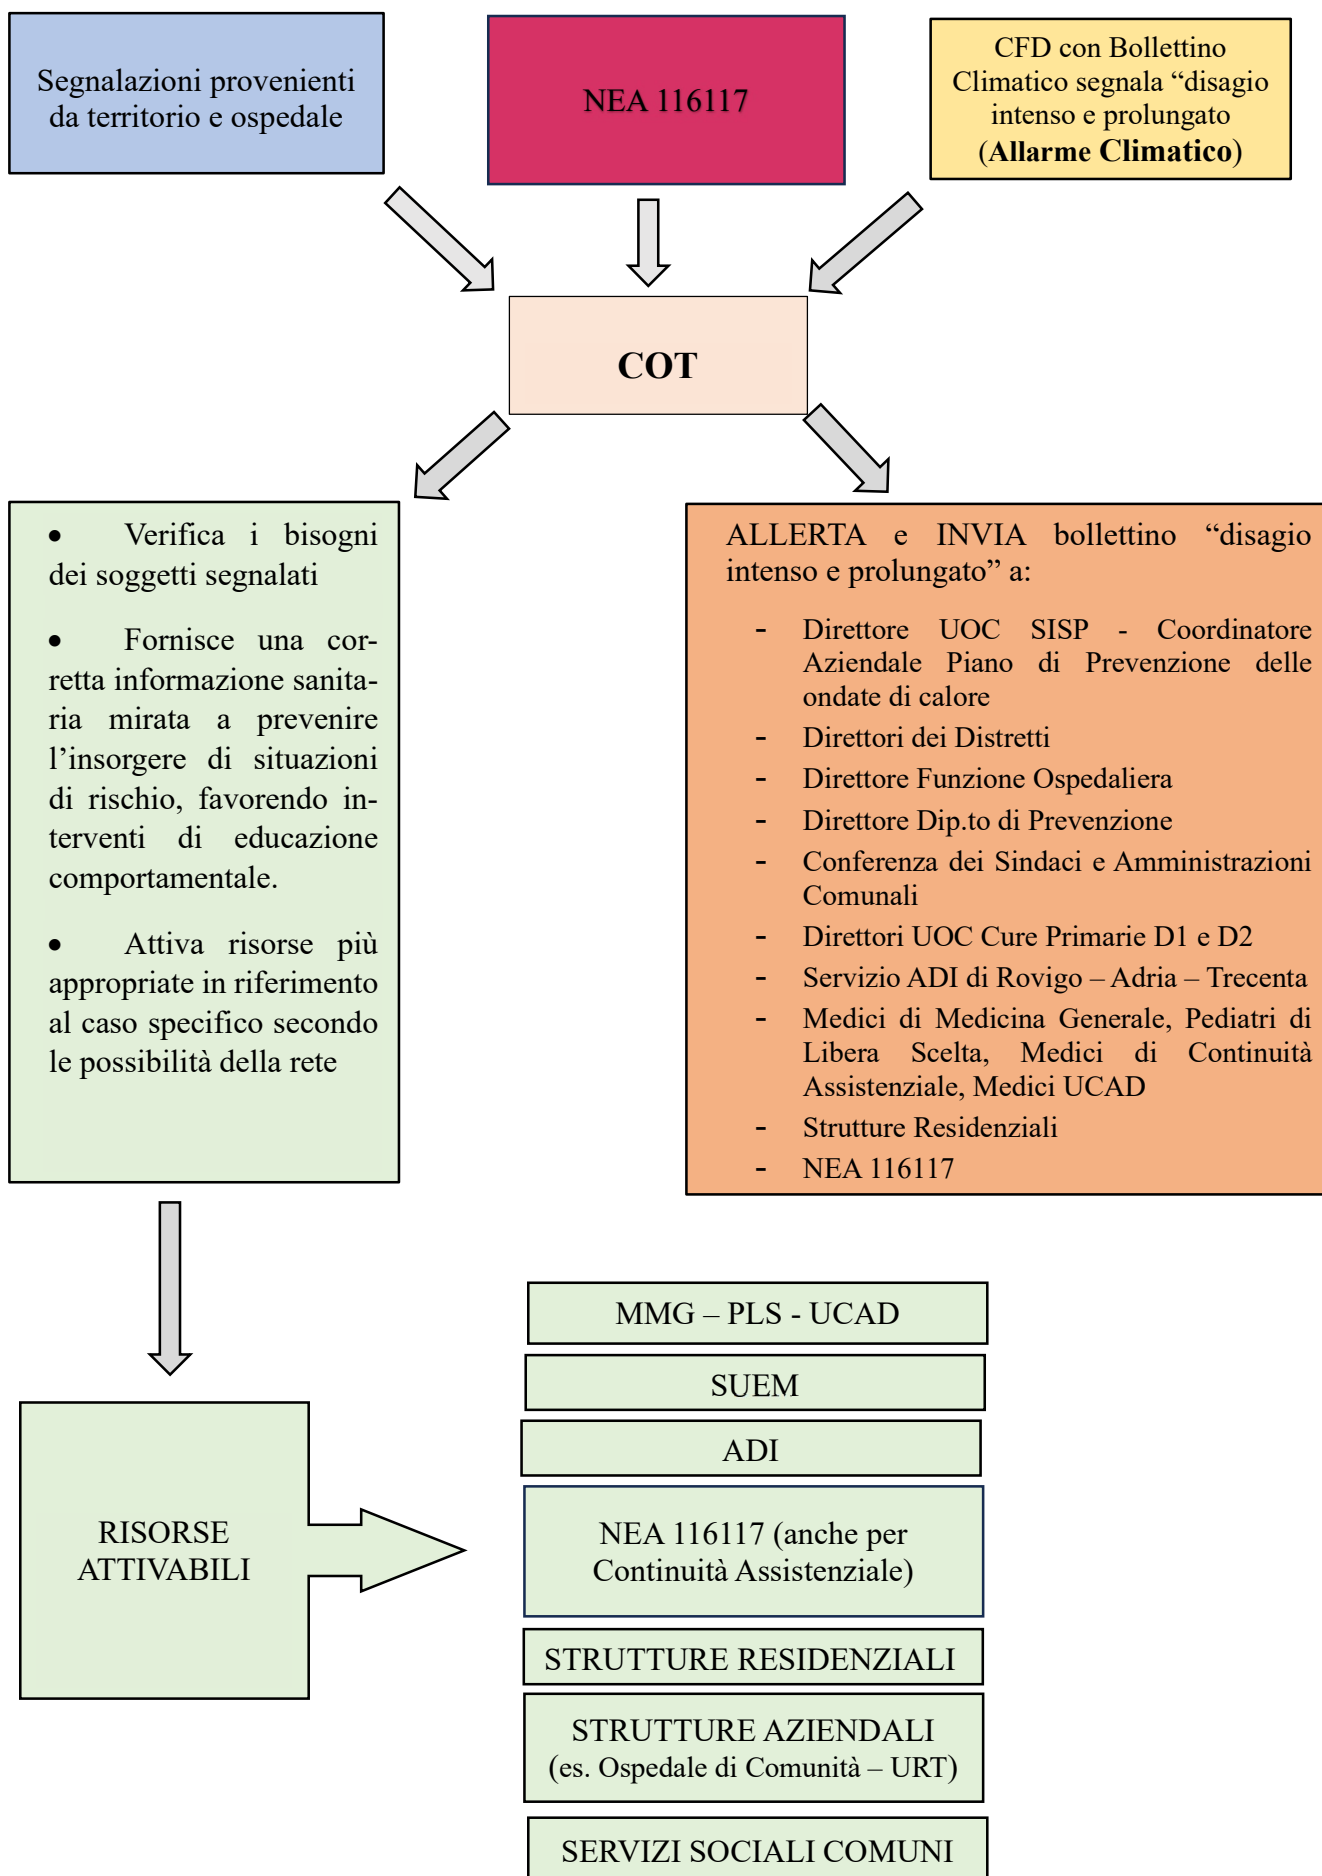 Segnalazioni provenienti
da territorio e ospedale
NEA 116117
CFD con Bollettino
Climatico segnala “disagio
intenso e prolungato
(Allarme Climatico)
COT
• Verifica i bisogni
dei soggetti segnalati
• Fornisce una cor-
retta informazione sanita-
ria mirata a prevenire
l’insorgere di situazioni
di rischio, favorendo in-
terventi di educazione
comportamentale.
• Attiva risorse più
appropriate in riferimento
al caso specifico secondo
le possibilità della rete
ALLERTA e INVIA bollettino “disagio
intenso e prolungato” a:
- Direttore UOC SISP - Coordinatore
Aziendale Piano di Prevenzione delle
ondate di calore
- Direttori dei Distretti
- Direttore Funzione Ospedaliera
- Direttore Dip.to di Prevenzione
- Conferenza dei Sindaci e Amministrazioni
Comunali
- Direttori UOC Cure Primarie D1 e D2
- Servizio ADI di Rovigo – Adria – Trecenta
- Medici di Medicina Generale, Pediatri di
Libera Scelta, Medici di Continuità
Assistenziale, Medici UCAD
- Strutture Residenziali
- NEA 116117
RISORSE
ATTIVABILI
MMG – PLS - UCAD
SUEM
ADI
NEA 116117 (anche per
Continuità Assistenziale)
STRUTTURE RESIDENZIALI
STRUTTURE AZIENDALI
(es. Ospedale di Comunità – URT)
SERVIZI SOCIALI COMUNI